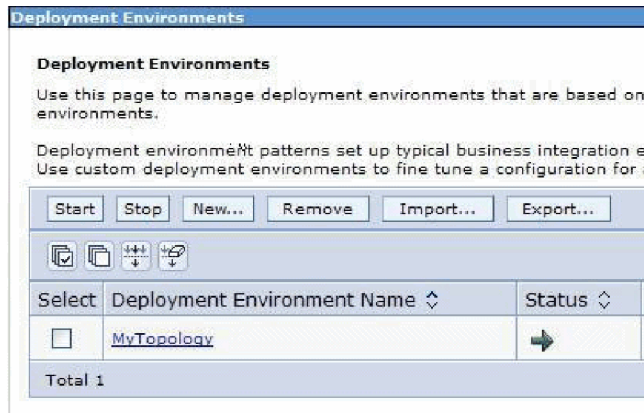 Deployment Environments
Deployment Environments
Use this page to manage deployment environments that are based on
environments.
Deployment environment patterns set up typical business integration e
Use custom deployment environments to fine tune a configuration for
Start Stop New... Remove Import... Export...
Select Deployment Environment Name Status
MyTopology
Total 1